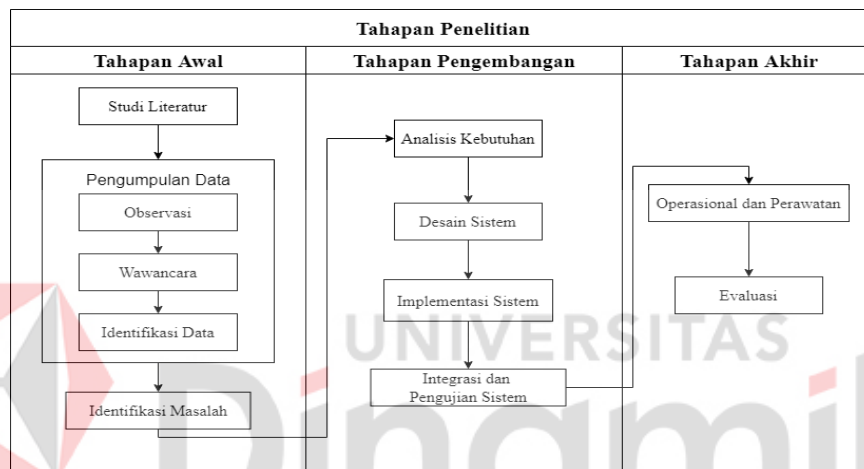 Tahapan Penelitian
Tahapan Awal
Tahapan Pengembangan
Tahapan Akhir
Studi Literatur
Pengumpulan Data
Observasi
Wawancara
Identifikasi Data
Identifikasi Masalah
Analisis Kebutuhan
Desain Sistem
Implementasi Sistem
Integrasi dan
Pengujian Sistem
Operasional dan Perawatan
Evaluasi
UNIVERSITAS
Dinami